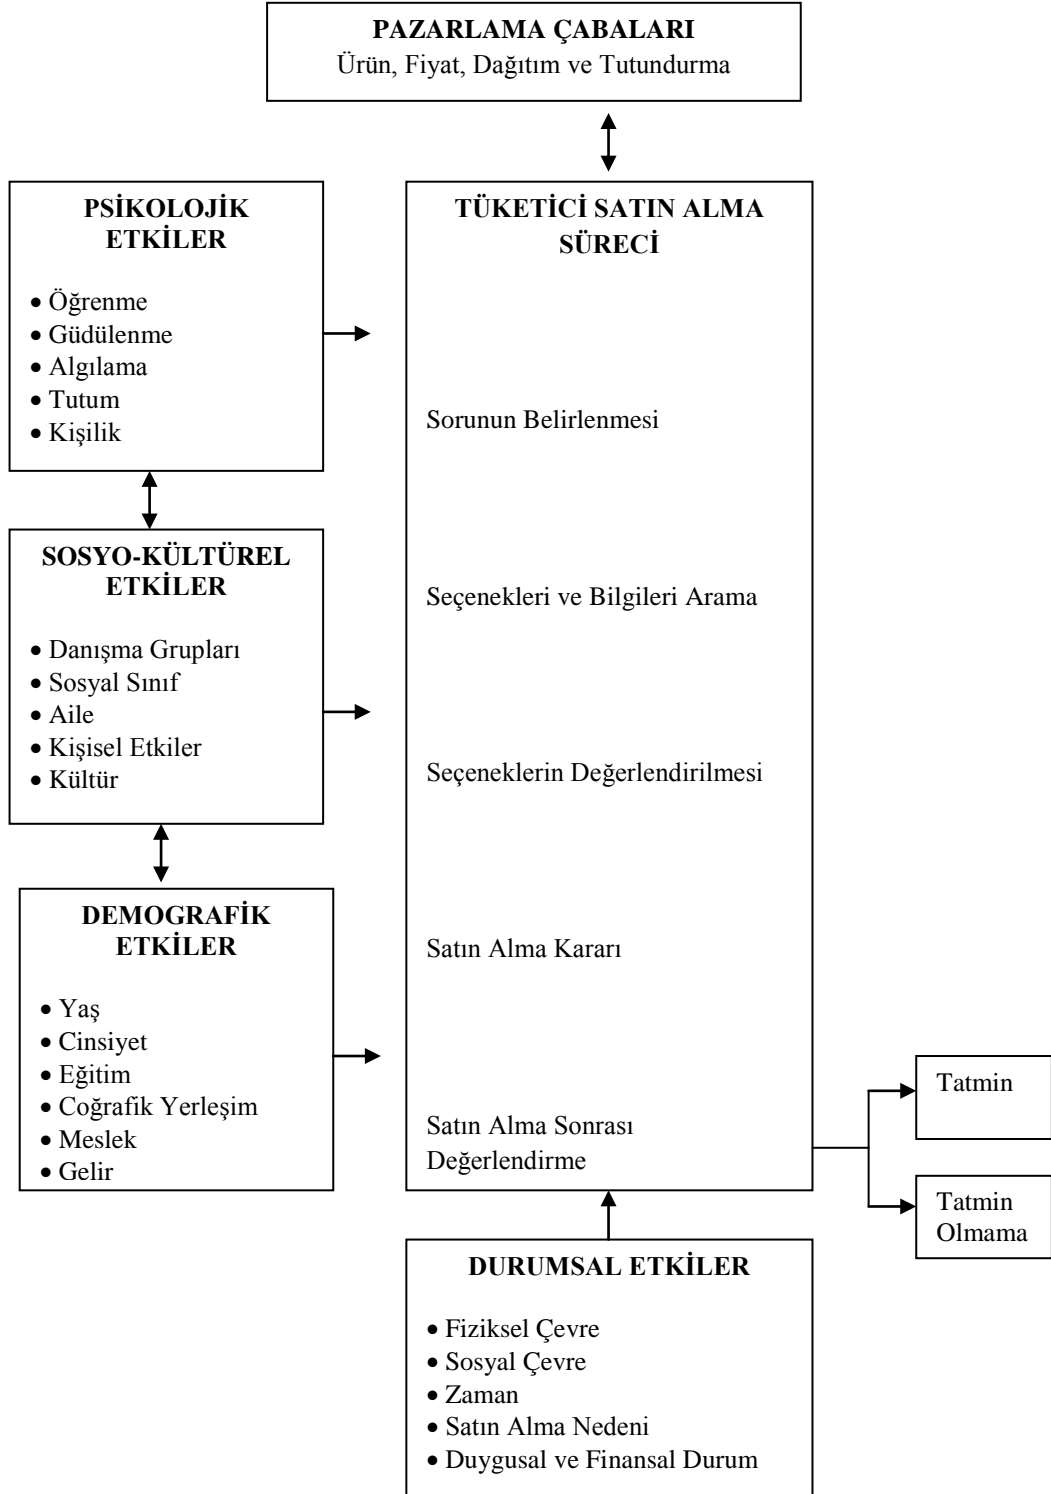 PAZARLAMA ÇABALARI
Ürün, Fiyat, Dağıtım ve Tutundurma
PSİKOLOJİK
ETKİLER
• Öğrenme
• Güdülenme
• Algılama
• Tutum
• Kişilik
SOSYO-KÜLTÜREL
ETKİLER
• Danışma Grupları
• Sosyal Sınıf
• Aile
• Kişisel Etkiler
• Kültür
DEMOGRAFİK
ETKİLER
• Yaş
• Cinsiyet
• Eğitim
• Coğrafik Yerleşim
• Meslek
• Gelir
TÜKETİCİ SATIN ALMA
SÜRECİ
Sorunun Belirlenmesi
Seçenekleri ve Bilgileri Arama
Seçeneklerin Değerlendirilmesi
Satın Alma Kararı
Satın Alma Sonrası
Değerlendirme
Tatmin
Tatmin
Olmama
DURUMSAL ETKİLER
• Fiziksel Çevre
• Sosyal Çevre
• Zaman
• Satın Alma Nedeni
• Duygusal ve Finansal Durum